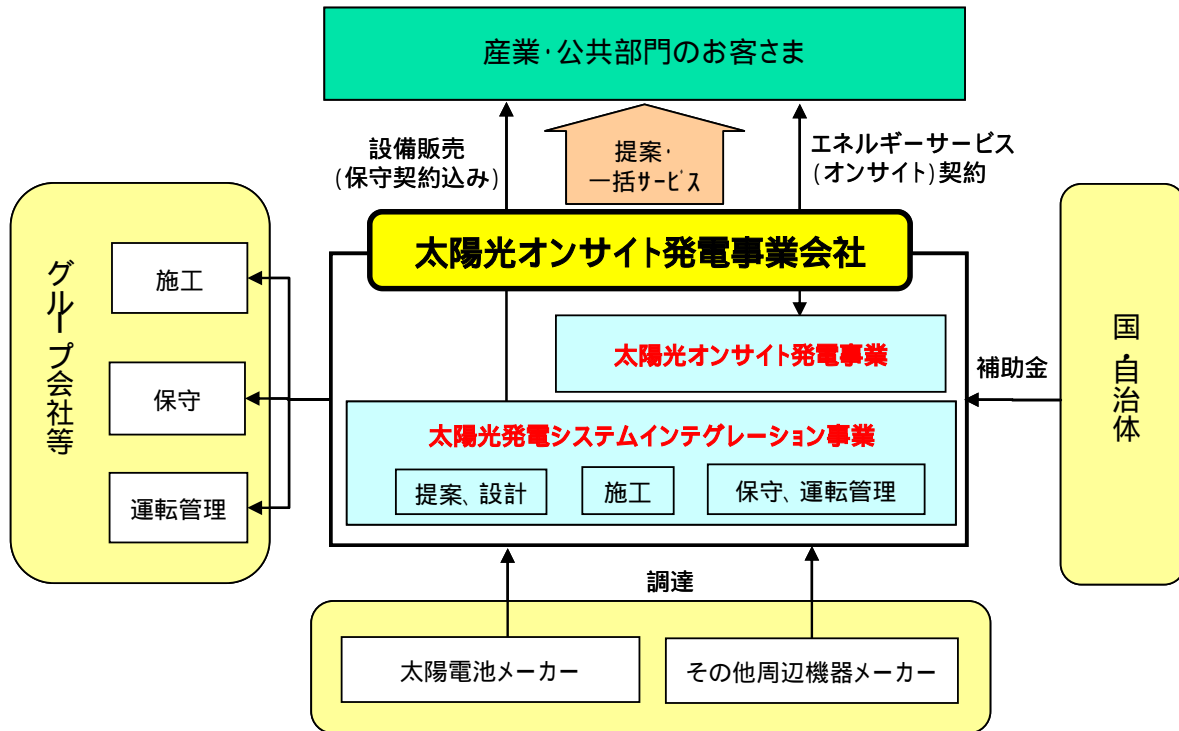 産業・公共部門のお客さま
設備販売
(保守契約込み)
提案・
一括サービス
エネルギーサービス
(オンサイト)契約
太陽光オンサイト発電事業会社
グループ会社等
施工
保守
運転管理
太陽光オンサイト発電事業
太陽光発電システムインテグレーション事業
提案、設計
施工
保守、運転管理
補助金
国・自治体
調達
太陽電池メーカー
その他周辺機器メーカー